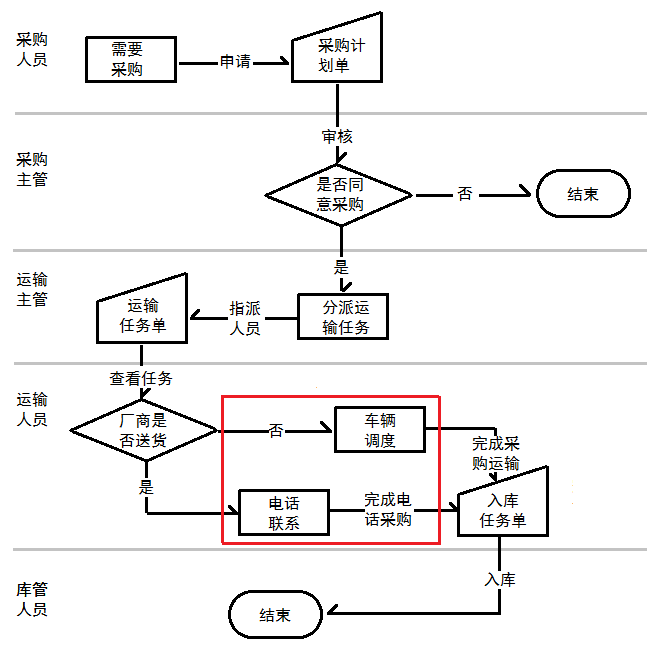 采购
人员
需要
采购
申请
采购计
划单
审核
采购
主管
是否同
意采购
否
结束
是
运输
主管
运输
任务单
指派
人员
分派运
输任务
查看任务
运输
人员
厂商是
否送货
否
车辆
调度
完成采
购运输
是
电话
联系
完成电
话采购
入库
任务单
入库
库管
人员
结束